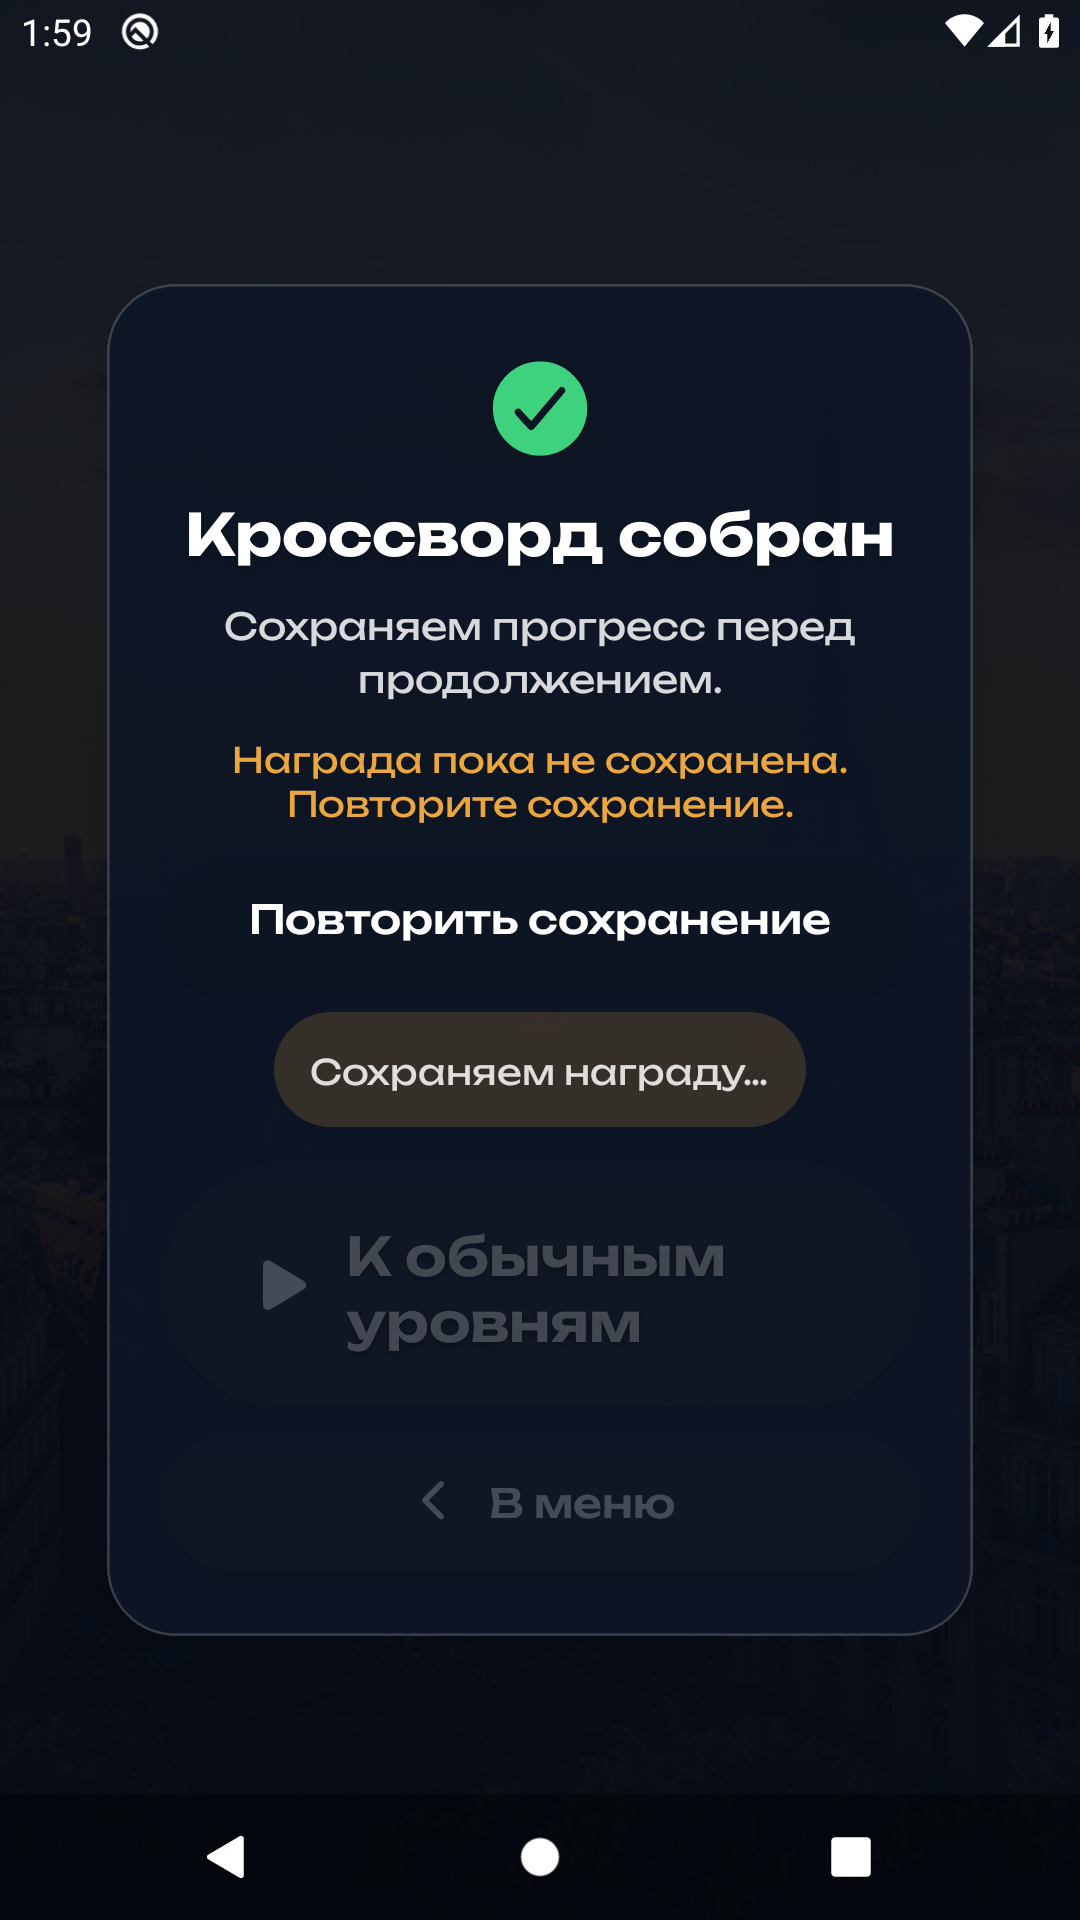 1:59
Кроссворд собран
Сохраняем прогресс перед
продолжением.
Награда пока не сохранена.
Повторите сохранение.
Повторить сохранение
Сохраняем награду...
К обычным
уровням
В меню